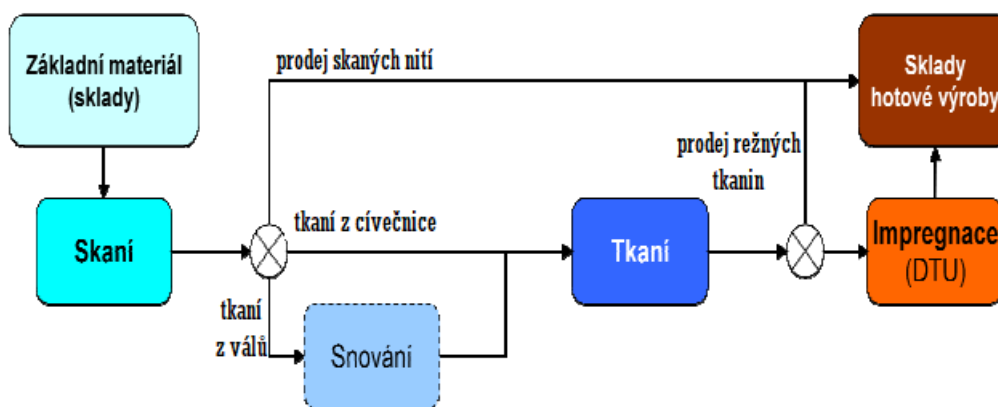 Základní materiál
(sklady)
prodej skaných nití
Sklady
hotové výroby
prodej režných
tkanin
Skaní
tkaní z cívečnice
Tkaní
Impregnace
(DTU)
tkaní
z válů
Snování